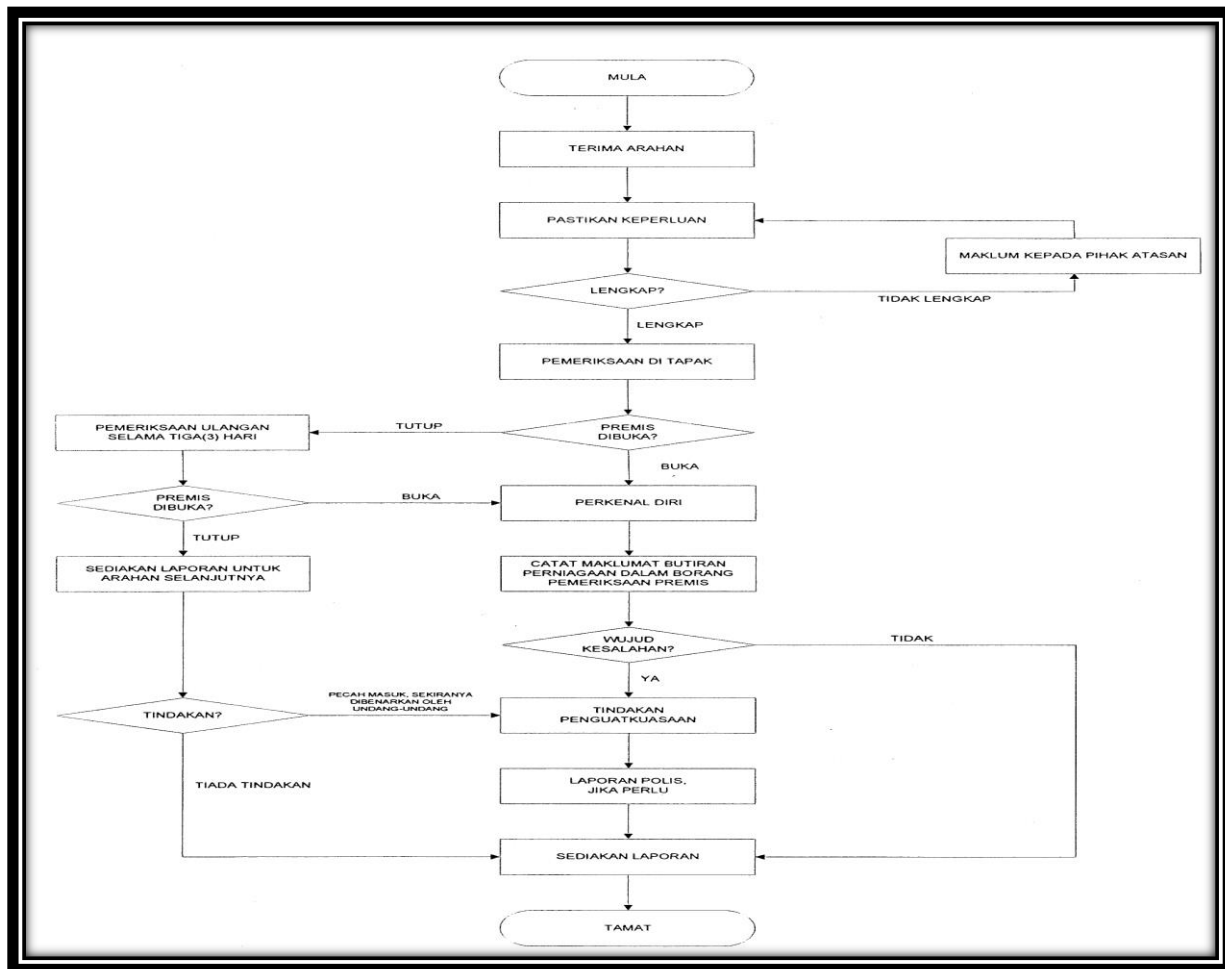 MULA
TERIMA ARAHAN
PASTIKAN KEPERLUAN
MAKLUM KEPADA PIHAK ATASAN
LENGKAP?
TIDAK LENGKAP
LENGKAP
PEMERIKSAAN DI TAPAK
PEMERIKSAAN ULANGAN
SELAMA TIGA(3) HARI
TUTUP
PREMIS
DIBUKA?
BUKA
PREMIS
DIBUKA?
BUKA
PERKENAL DIRI
TUTUP
SEDIAKAN LAPORAN UNTUK
ARAHAN SELANJUTNYA
CATAT MAKLUMAT BUTIRAN
PERNIAGAAN DALAM BORANG
PEMERIKSAAN PREMIS
WUJUD
KESALAHAN?
TIDAK
YA
TINDAKAN?
PECAH MASUK, SEKIRANYA
DIBENARKAN OLEH
UNDANG-UNDANG
TINDAKAN
PENGUATKUASAAN
TIADA TINDAKAN
LAPORAN POLIS,
JIKA PERLU
SEDIAKAN LAPORAN
TAMAT